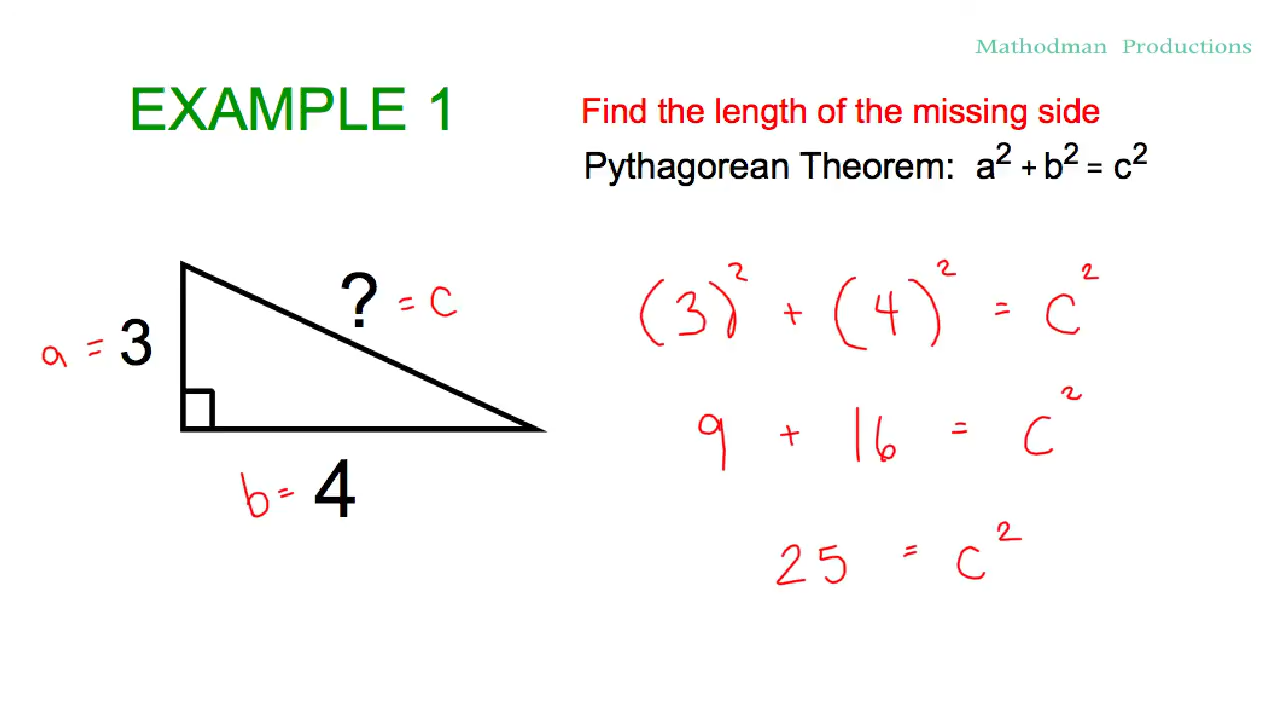 Mathodman Productions
EXAMPLE 1
Find the length of the missing side
Pythagorean Theorem: a² + b² = c²
? = c
a = 3
b = 4
(3)² + (4)² = c²
9 + 16 = c²
25 = c²